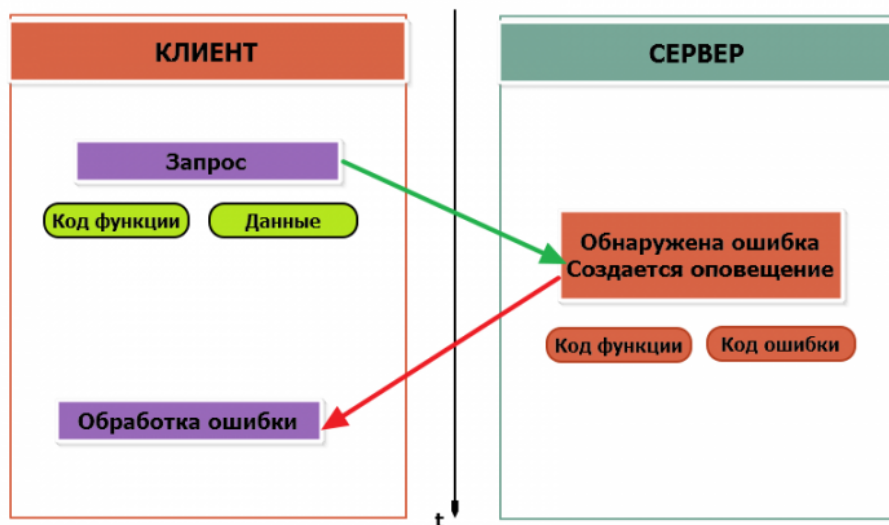 КЛИЕНТ
СЕРВЕР
Запрос
Код функции
Данные
Обнаружена ошибка
Создается оповещение
Код функции
Код ошибки
Обработка ошибки
t